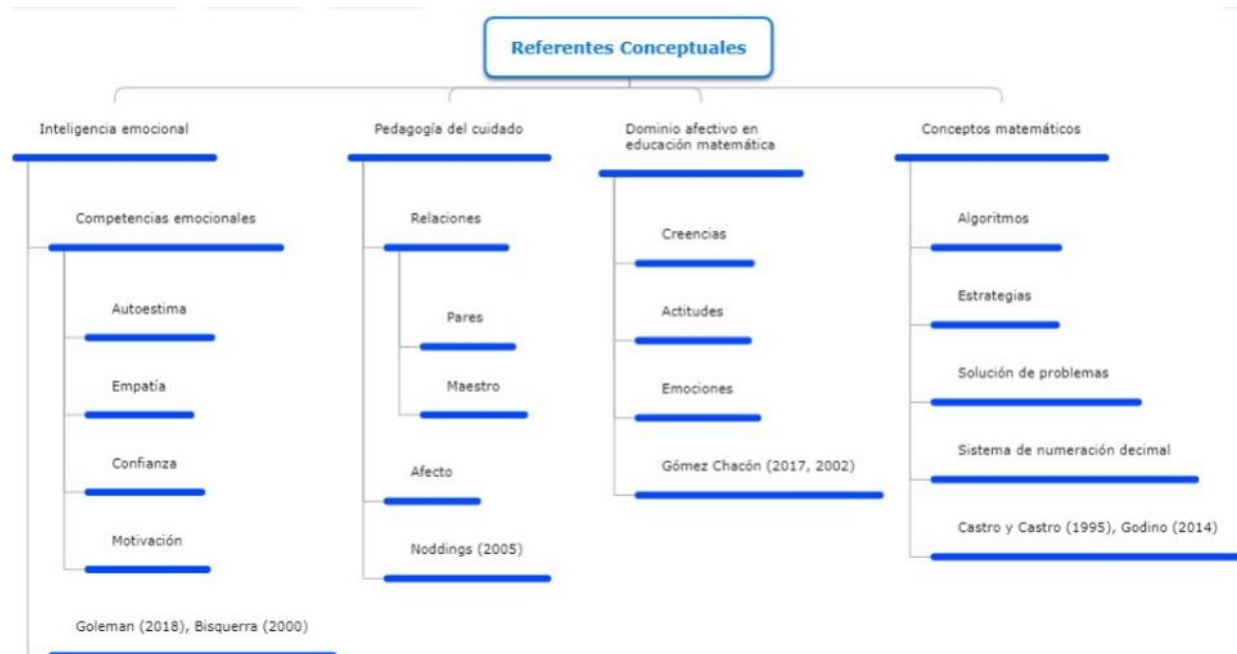 Referentes Conceptuales
Inteligencia emocional
Competencias emocionales
Autoestima
Empatía
Confianza
Motivación
Goleman (2018), Bisquerra (2000)
Pedagogía del cuidado
Relaciones
Pares
Maestro
Afecto
Noddings (2005)
Dominio afectivo en
educación matemática
Creencias
Actitudes
Emociones
Gómez Chacón (2017, 2002)
Conceptos matemáticos
Algoritmos
Estrategias
Solución de problemas
Sistema de numeración decimal
Castro y Castro (1995), Godino (2014)